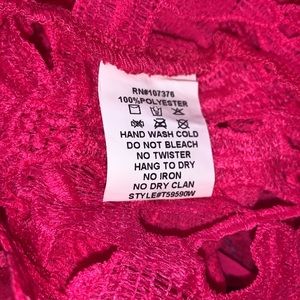 RN#107376
100%POLYESTER
HAND WASH COLD
DO NOT BLEACH
NO TWISTER
HANG TO DRY
NO IRON
NO DRY CLAN
STYLE#T59590W